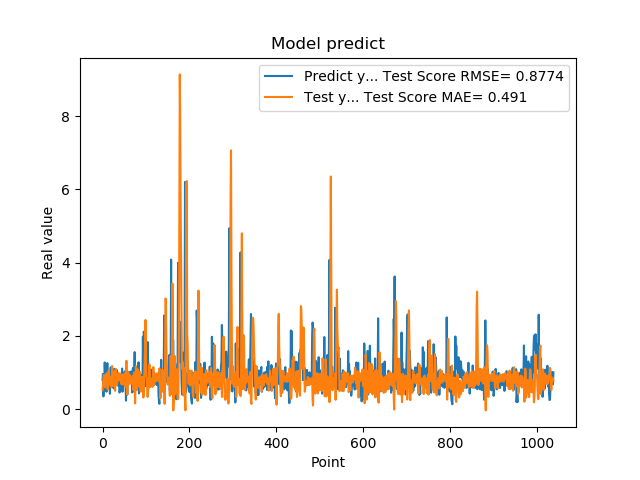 Model predict
Predict y... Test Score RMSE= 0.8774
Test y... Test Score MAE= 0.491
8
6
4
2
0
Real value
0 200 400 600 800 1000
Point